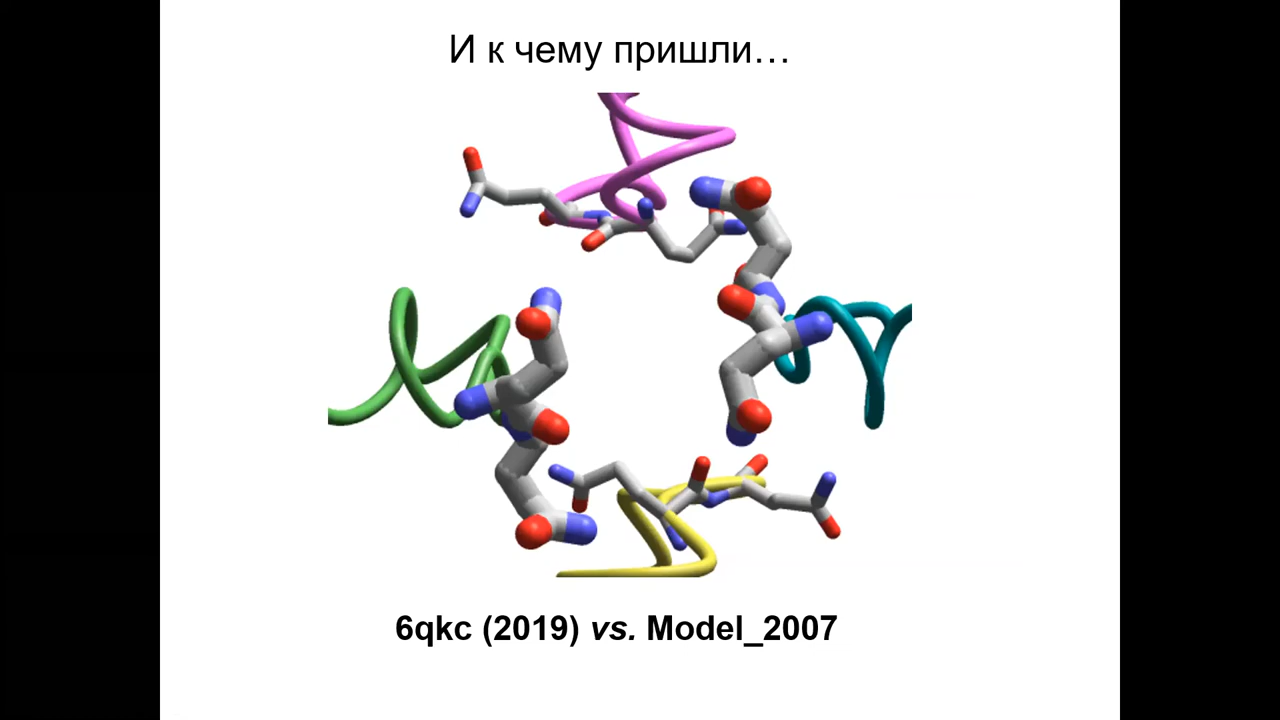 И к чему пришли…
6qkc (2019) vs. Model_2007